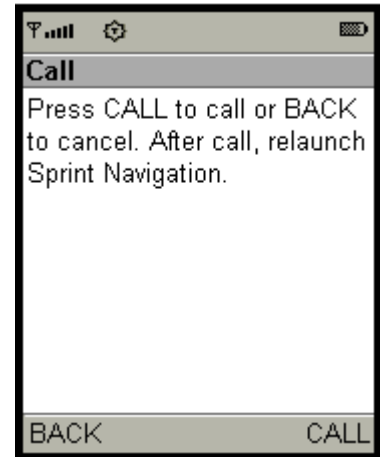 Call
Press CALL to call or BACK
to cancel. After call, relaunch
Sprint Navigation.
BACK CALL